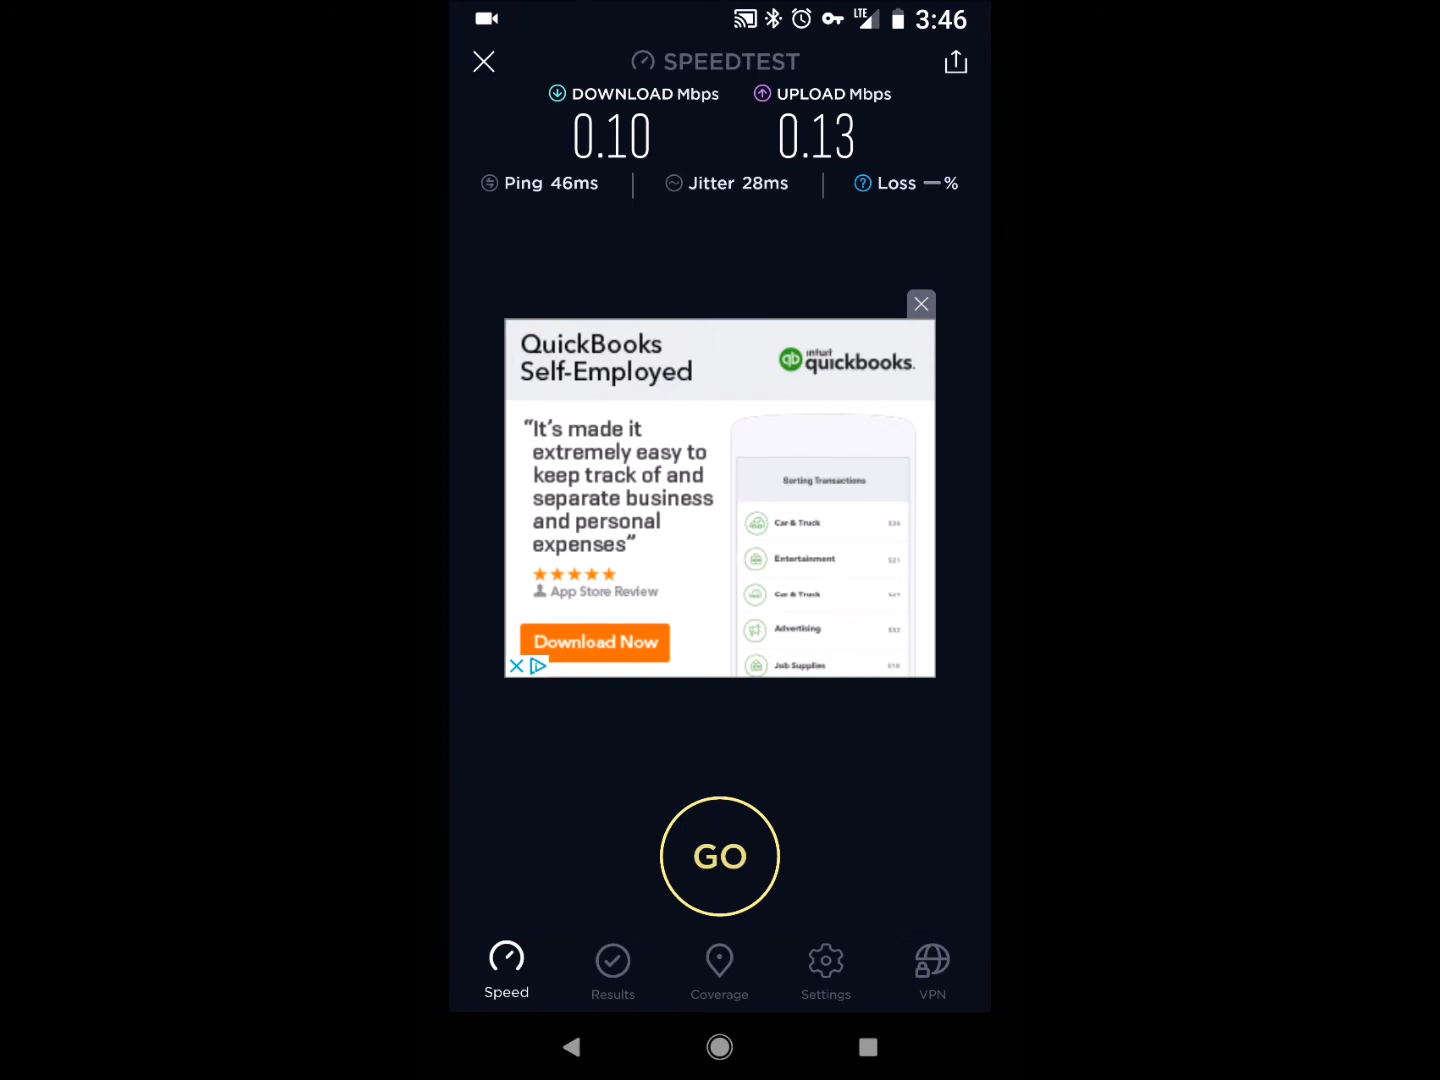 LTE 3:46
SPEEDTEST
DOWNLOAD Mbps UPLOAD Mbps
0.10 0.13
Ping 46ms Jitter 28ms Loss —%
QuickBooks
Self-Employed
intuit
qb quickbooks.
“It’s made it
extremely easy to
keep track of and
separate business
and personal
expenses”
App Store Review
Download Now
Sorting Transactions
Car & Truck
Entertainment $21
Car & Truck
Advertising
Job Supplies
GO
Speed Results Coverage Settings VPN